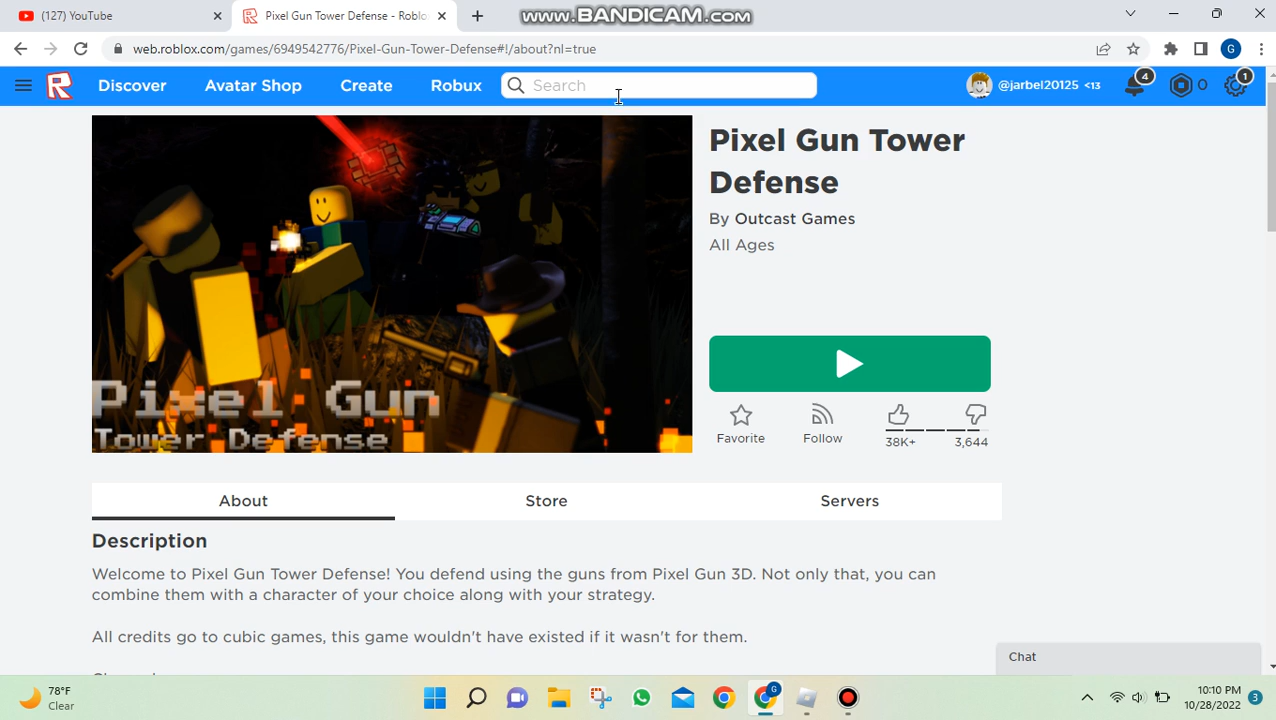 (127) YouTube
Pixel Gun Tower Defense - Roblo
www.BANDICAM.com
web.roblox.com/games/6949542776/Pixel-Gun-Tower-Defense#!/about?nl=true
G
Discover
Avatar Shop
Create
Robux
Search
@jarbel20125 <13
4
0
1
Pixel Gun Tower
Defense
By Outcast Games
All Ages
Pixel Gun
Tower Defense
Favorite
Follow
38K+
3,644
About
Store
Servers
Description
Welcome to Pixel Gun Tower Defense! You defend using the guns from Pixel Gun 3D. Not only that, you can
combine them with a character of your choice along with your strategy.
All credits go to cubic games, this game wouldn't have existed if it wasn't for them.
Chat
78°F
Clear
G
10:10 PM
10/28/2022
3